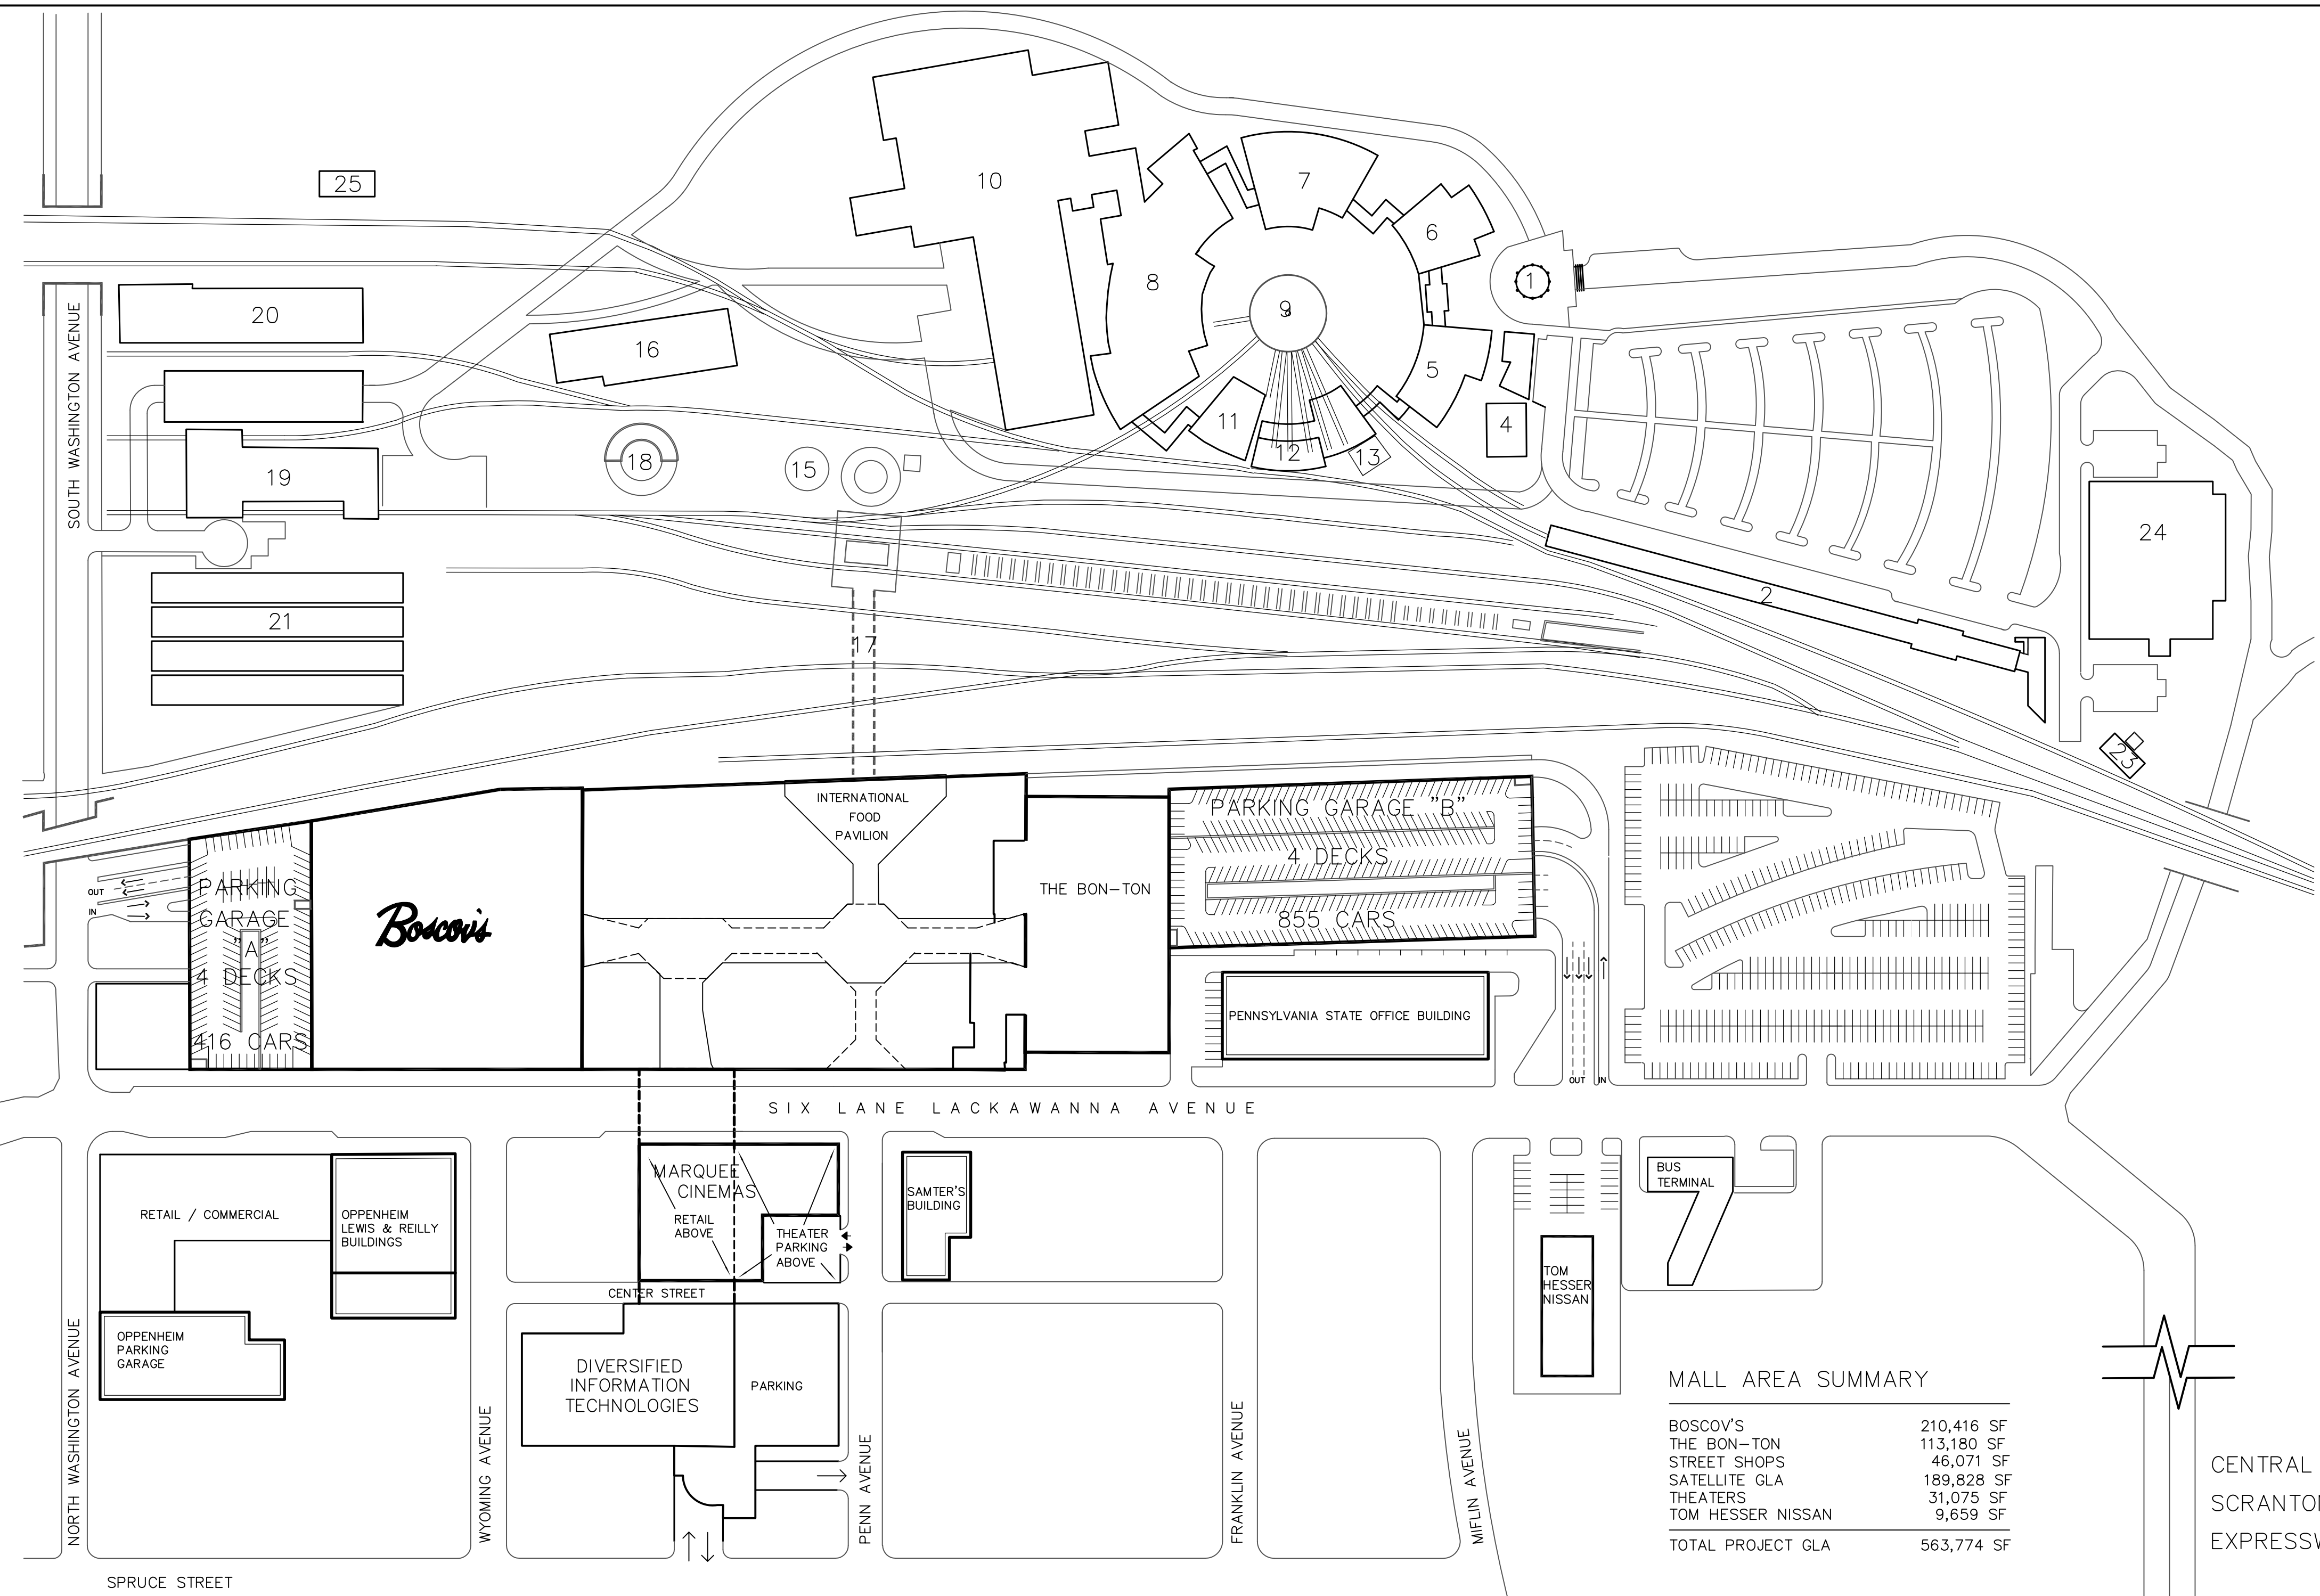 25
10
7
6
1
8
9
20
16
5
4
11
12
13
18
15
19
24
2
21
17
23
SOUTH WASHINGTON AVENUE
INTERNATIONAL
FOOD
PAVILION
PARKING GARAGE "B"
4 DECKS
855 CARS
THE BON-TON
Boscov's
OUT
IN
PARKING
GARAGE
"A"
4 DECKS
416 CARS
PENNSYLVANIA STATE OFFICE BUILDING
OUT
IN
SIX LANE LACKAWANNA AVENUE
RETAIL / COMMERCIAL
OPPENHEIM
LEWIS & REILLY
BUILDINGS
OPPENHEIM
PARKING
GARAGE
MARQUEE
CINEMAS
RETAIL
ABOVE
THEATER
PARKING
ABOVE
SAMTER'S
BUILDING
CENTER STREET
DIVERSIFIED
INFORMATION
TECHNOLOGIES
PARKING
BUS
TERMINAL
TOM
HESSER
NISSAN
NORTH WASHINGTON AVENUE
WYOMING AVENUE
PENN AVENUE
FRANKLIN AVENUE
MIFLIN AVENUE
SPRUCE STREET
MALL AREA SUMMARY
BOSCOV'S 210,416 SF
THE BON-TON 113,180 SF
STREET SHOPS 46,071 SF
SATELLITE GLA 189,828 SF
THEATERS 31,075 SF
TOM HESSER NISSAN 9,659 SF
TOTAL PROJECT GLA 563,774 SF
CENTRAL